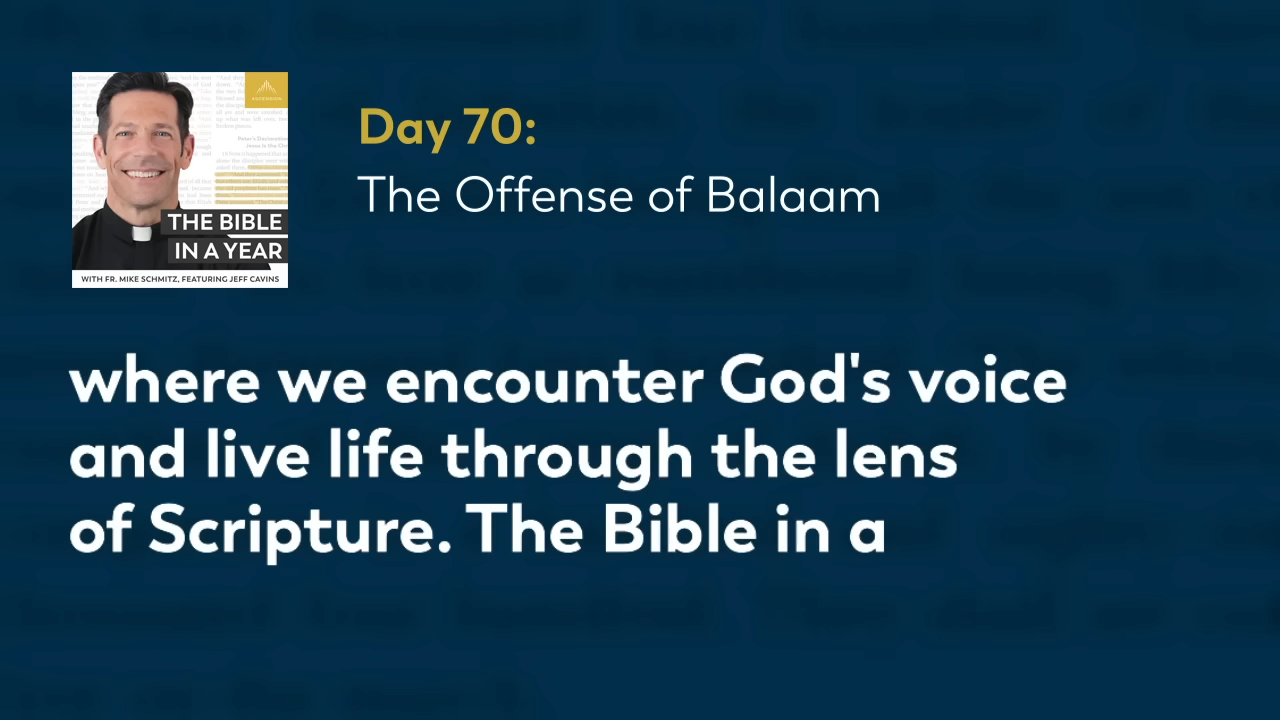 ASCENSION
THE BIBLE
IN A YEAR
WITH FR. MIKE SCHMITZ, FEATURING JEFF CAVINS
Day 70:
The Offense of Balaam
where we encounter God's voice
and live life through the lens
of Scripture. The Bible in a